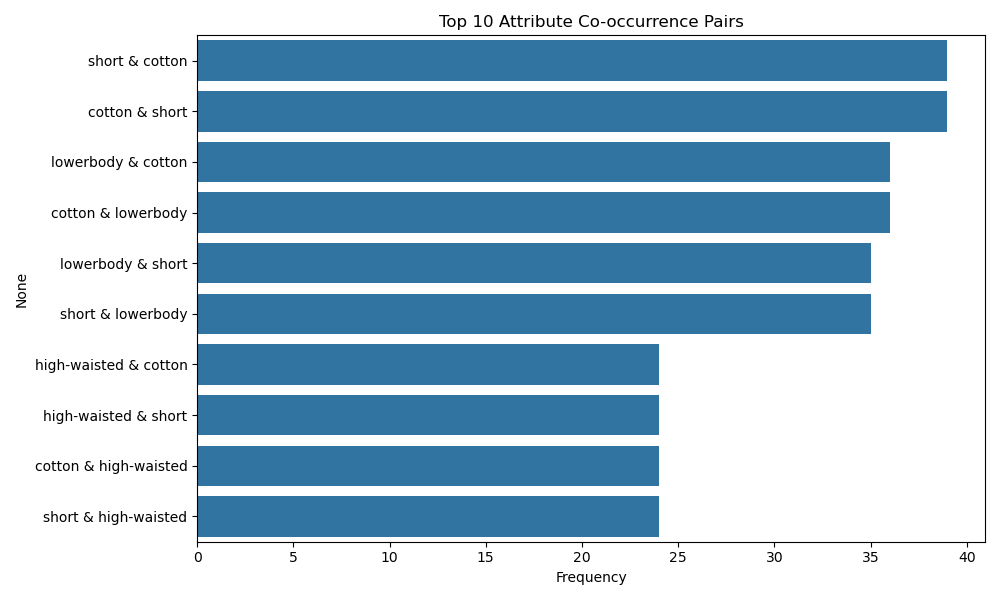 Top 10 Attribute Co-occurrence Pairs
short & cotton
cotton & short
lowerbody & cotton
cotton & lowerbody
lowerbody & short
short & lowerbody
high-waisted & cotton
high-waisted & short
cotton & high-waisted
short & high-waisted
None
0 5 10 15 20 25 30 35 40
Frequency